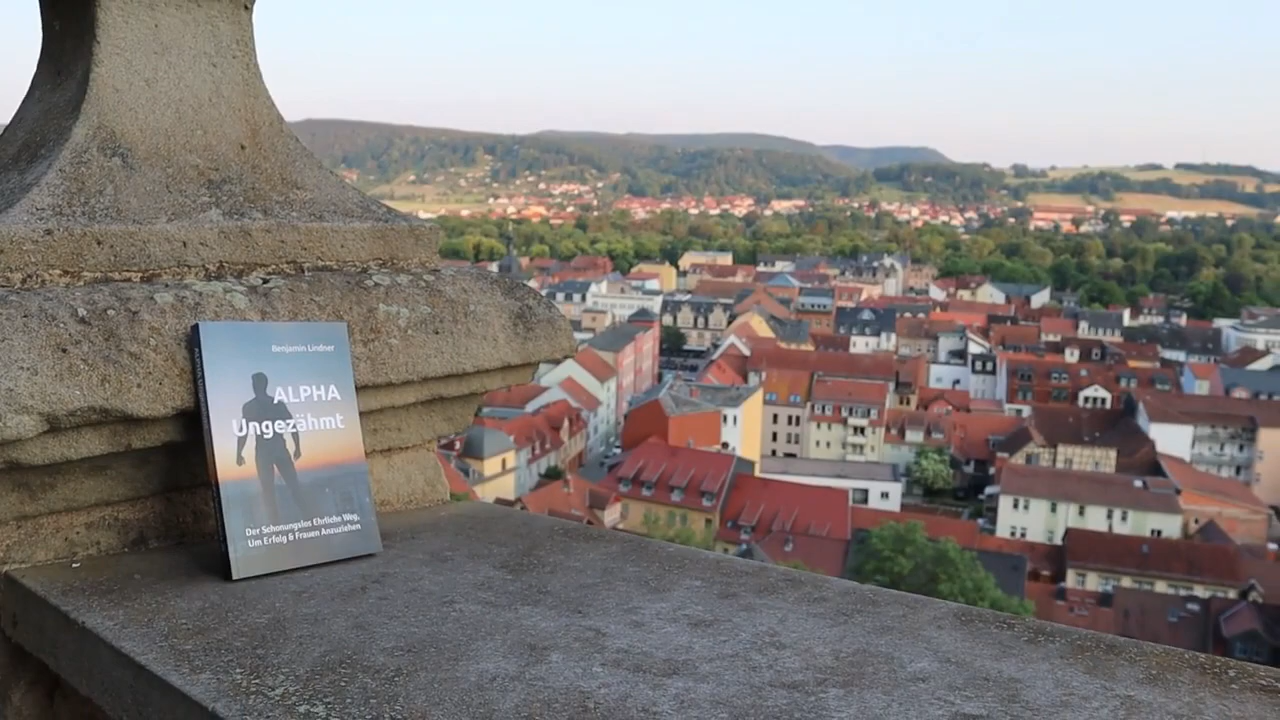 Benjamin Lindner
ALPHA
Ungezähmt
Der Schonungslos Ehrliche Weg,
Um Erfolg & Frauen Anzuziehen